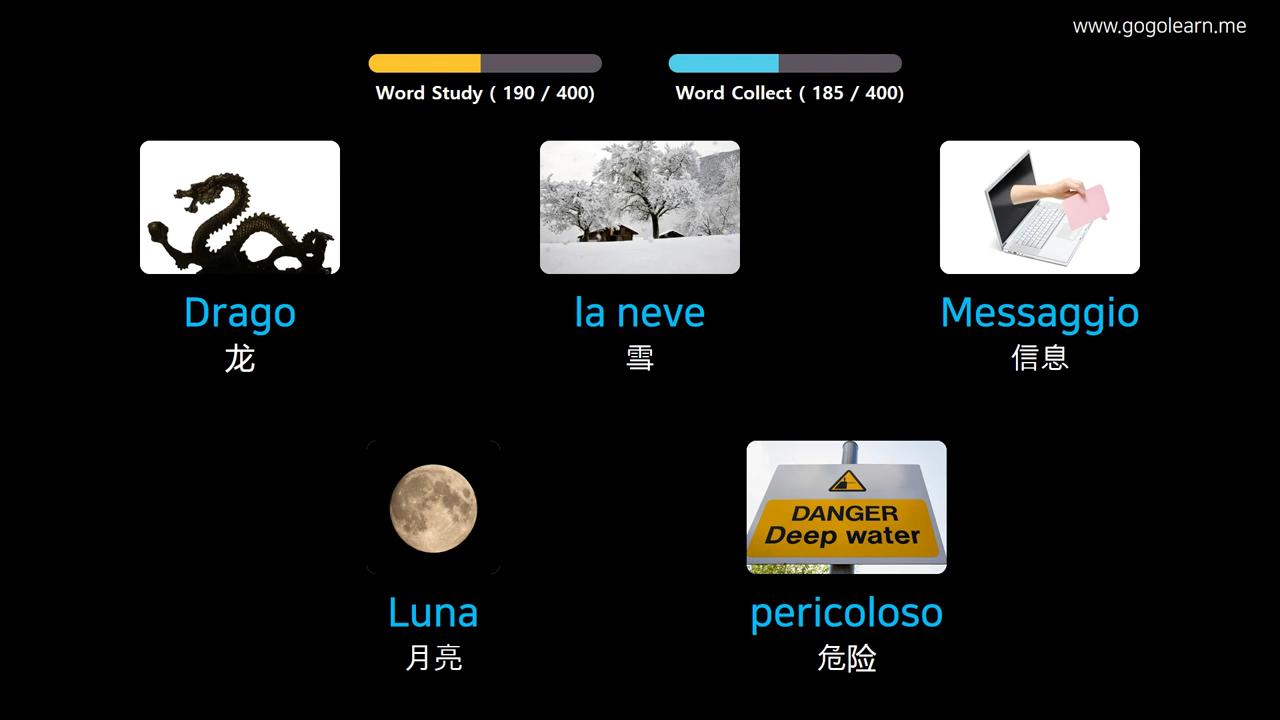 www.gogolearn.me
Word Study ( 190 / 400)
Word Collect ( 185 / 400)
Drago
龙
la neve
雪
Messaggio
信息
DANGER
Deep water
Luna
月亮
pericoloso
危险